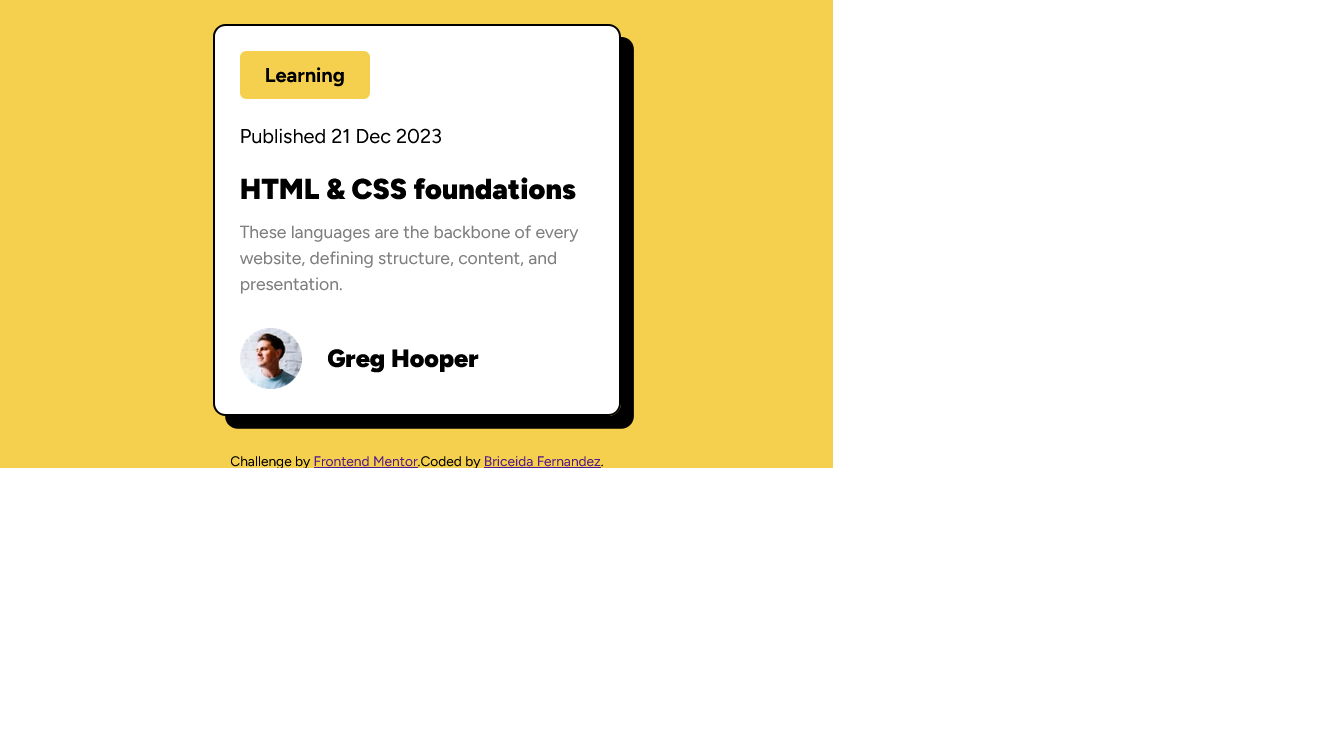 Learning
Published 21 Dec 2023
HTML & CSS foundations
These languages are the backbone of every
website, defining structure, content, and
presentation.
Greg Hooper
Challenge by Frontend Mentor.Coded by Briceida Fernandez.